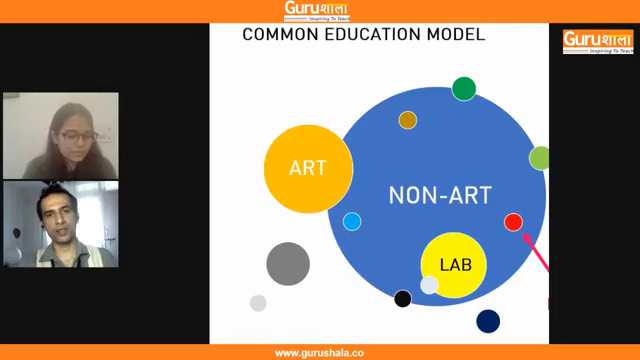 Guruशाला
Inspiring To Teach
COMMON EDUCATION MODEL
Guruशाला
Inspiring To Teach
ART
NON-ART
LAB
www.gurushala.co